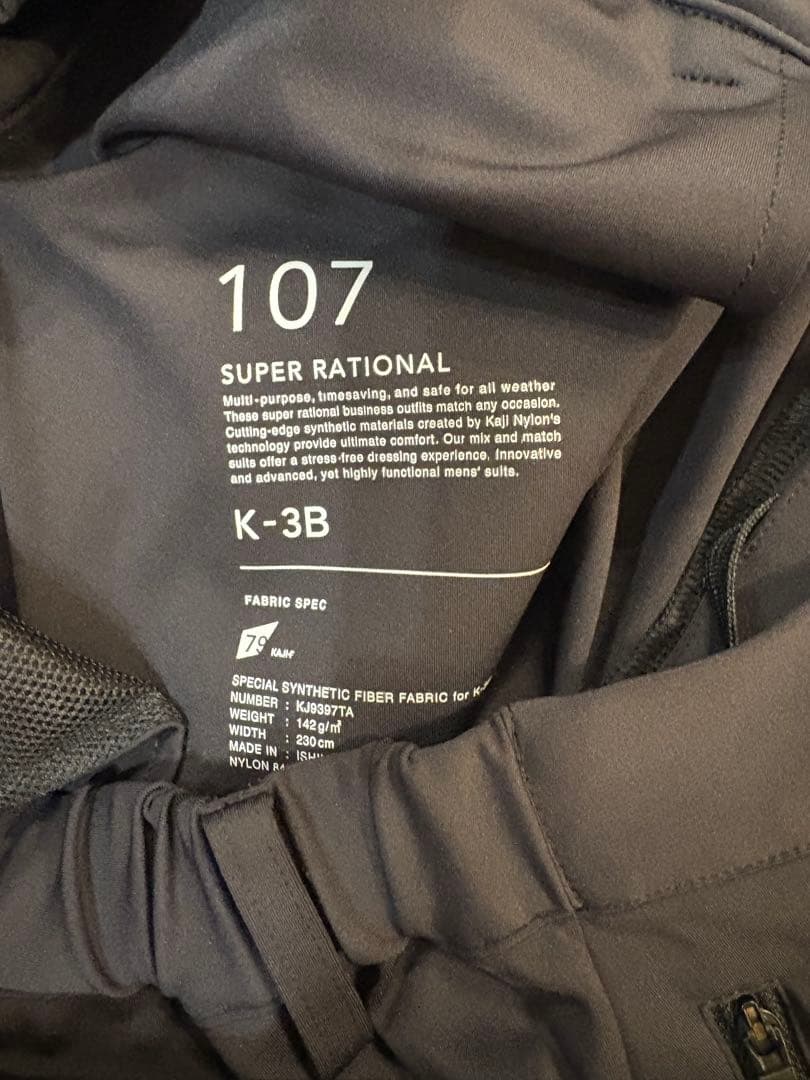 107
SUPER RATIONAL
Multi-purpose, timesaving, and safe for all weather
These super rational business outfits match any occasion.
Cutting-edge synthetic materials created by Kaji Nylon's
technology provide ultimate comfort. Our mix and match
suits offer a stress-free dressing experience. Innovative
and advanced, yet highly functional mens' suits.
K-3B
FABRIC SPEC
79 KAJIF
SPECIAL SYNTHETIC FIBER FABRIC for
NUMBER : KJ9397TA
WEIGHT : 142g/㎡
WIDTH : 230cm
MADE IN :
NYLON